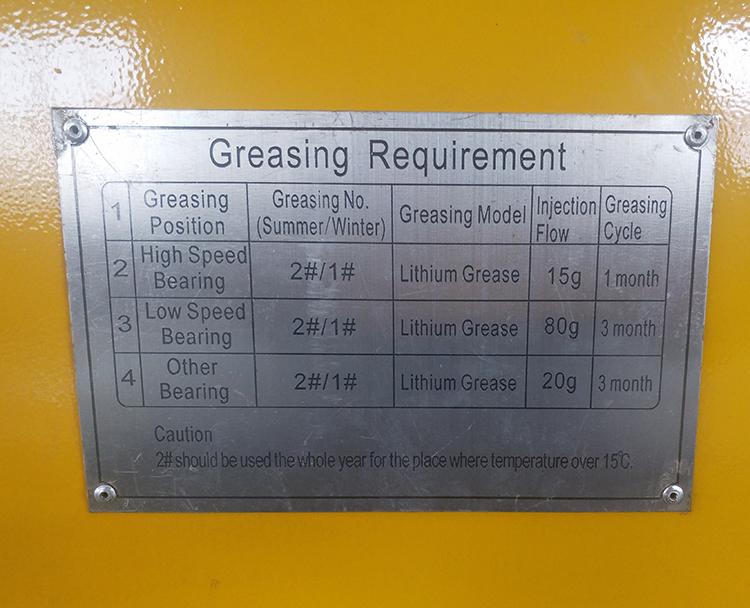 Greasing Requirement
1 Greasing Position Greasing No. (Summer/Winter) Greasing Model Injection Flow Greasing Cycle
2 High Speed Bearing 2#/1# Lithium Grease 15g 1 month
3 Low Speed Bearing 2#/1# Lithium Grease 80g 3 month
4 Other Bearing 2#/1# Lithium Grease 20g 3 month
Caution
2# should be used the whole year for the place where temperature over 15℃.